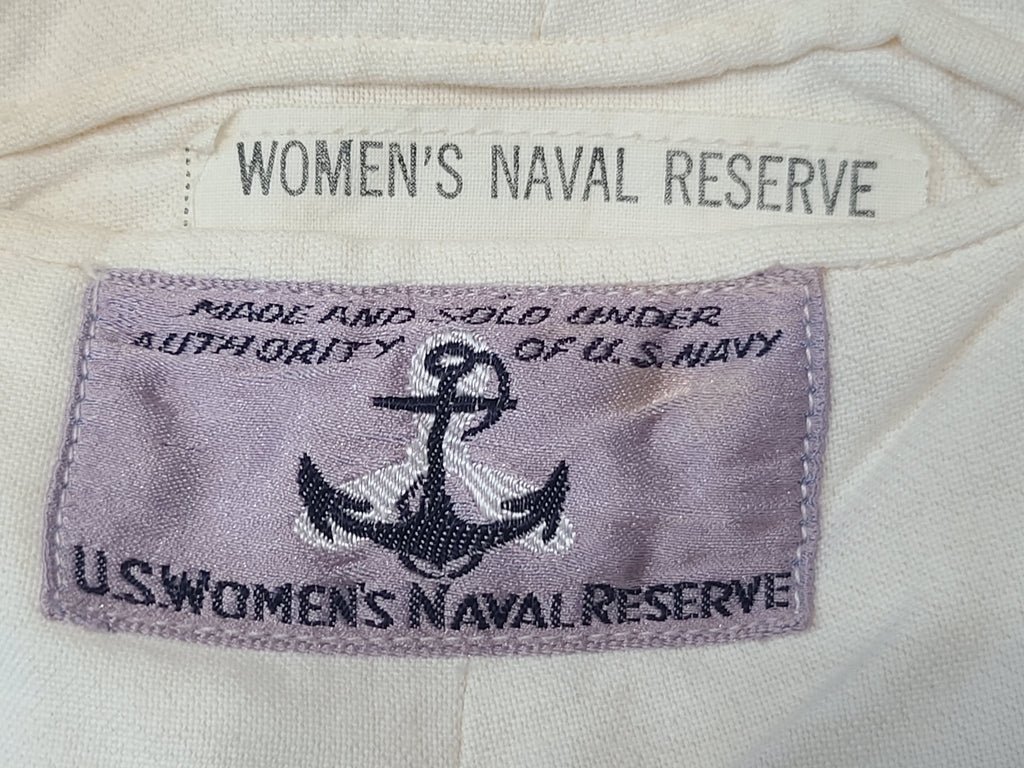 WOMEN'S NAVAL RESERVE
MADE AND SOLD UNDER
AUTHORITY OF U.S. NAVY
U.S. WOMEN'S NAVAL RESERVE